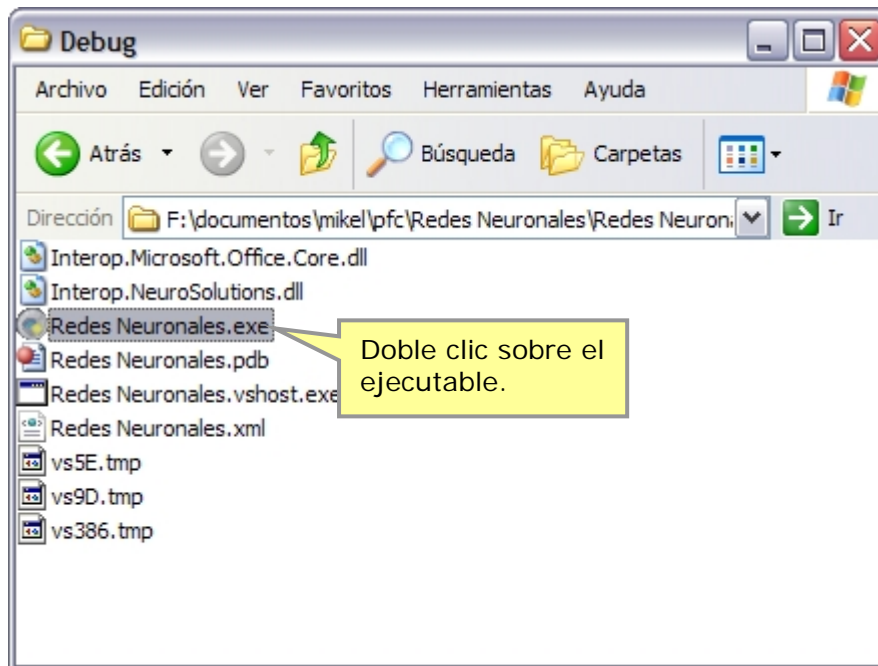 Debug
Archivo Edición Ver Favoritos Herramientas Ayuda
Atrás Búsqueda Carpetas
Dirección F:\documentos\mikel\pfc\Redes Neuronales\Redes Neuron Ir
Interop.Microsoft.Office.Core.dll
Interop.NeuroSolutions.dll
Redes Neuronales.exe
Doble clic sobre el
ejecutable.
Redes Neuronales.pdb
Redes Neuronales.vshost.exe
Redes Neuronales.xml
vs5E.tmp
vs9D.tmp
vs386.tmp